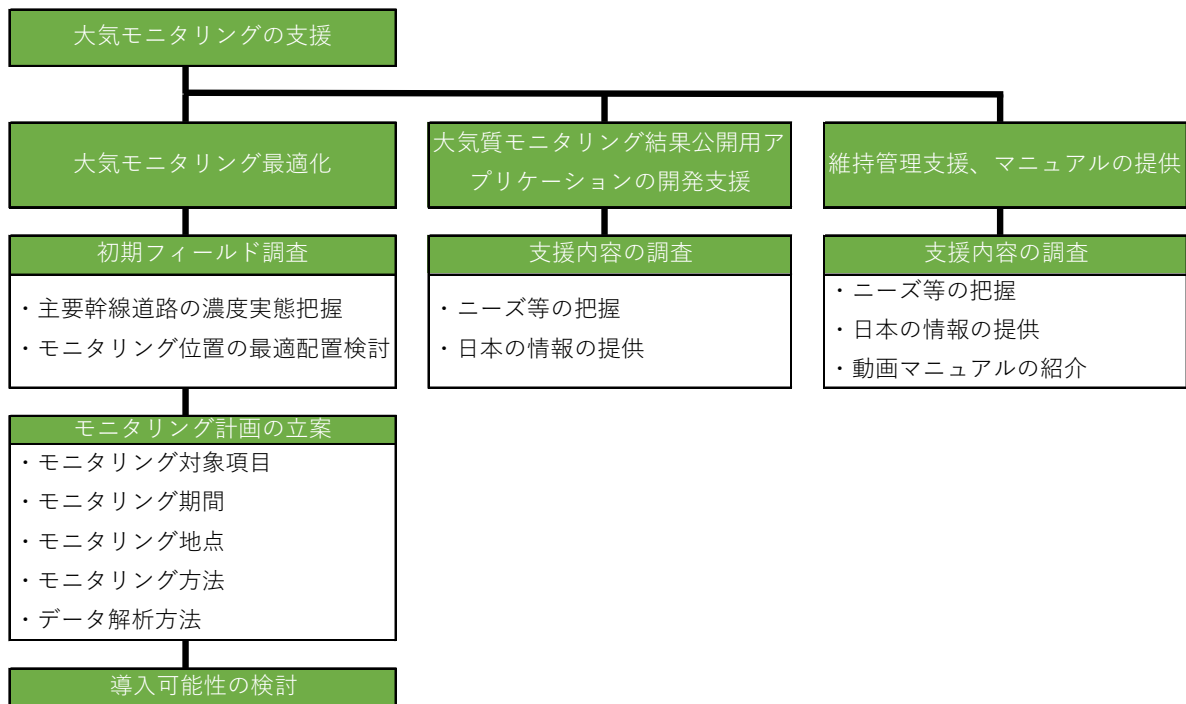 大気モニタリングの支援
大気モニタリング最適化
初期フィールド調査
・主要幹線道路の濃度実態把握
・モニタリング位置の最適配置検討
モニタリング計画の立案
・モニタリング対象項目
・モニタリング期間
・モニタリング地点
・モニタリング方法
・データ解析方法
導入可能性の検討
大気質モニタリング結果公開用ア
プリケーションの開発支援
支援内容の調査
・ニーズ等の把握
・日本の情報の提供
維持管理支援、マニュアルの提供
支援内容の調査
・ニーズ等の把握
・日本の情報の提供
・動画マニュアルの紹介